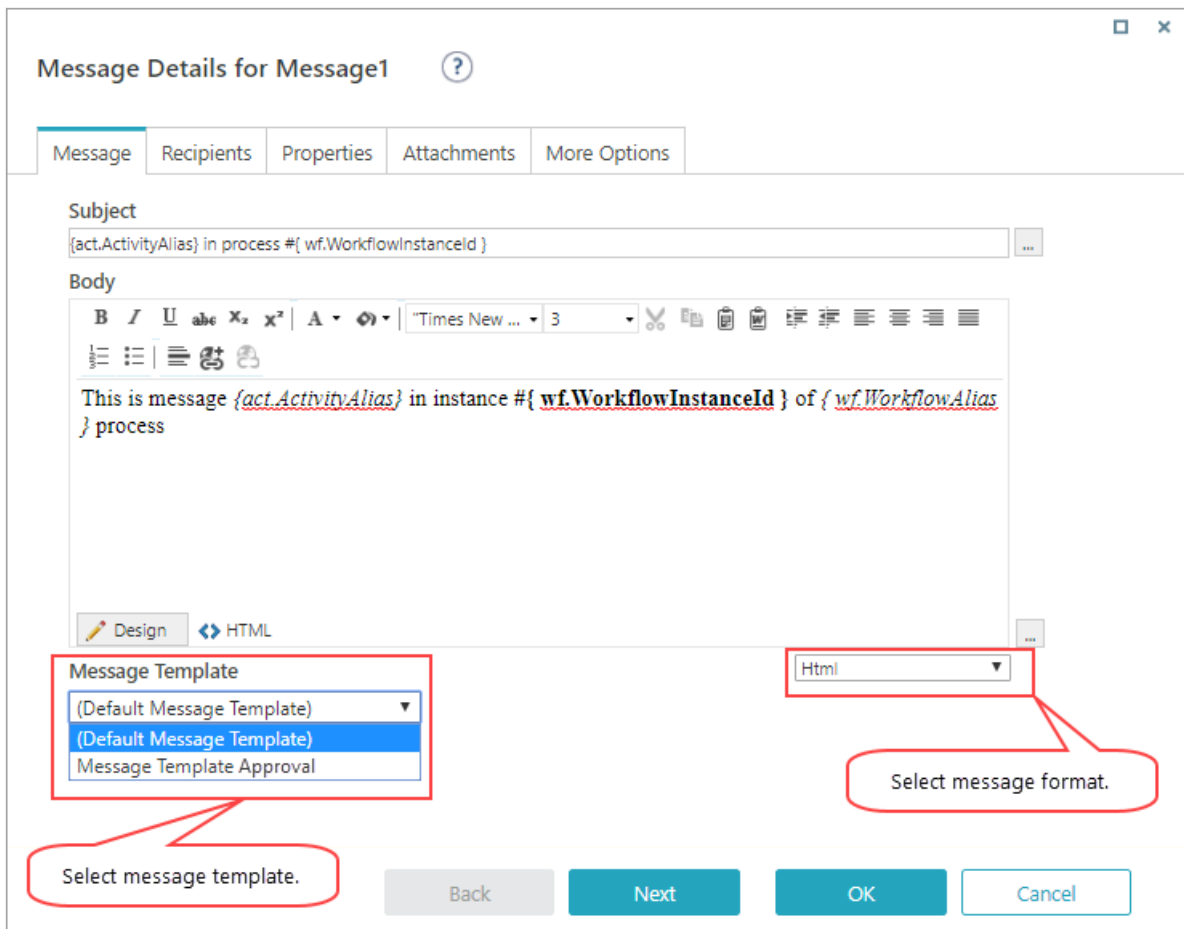 Message Details for Message1 ?
Message Recipients Properties Attachments More Options
Subject
{act.ActivityAlias} in process #{ wf.WorkflowInstanceId } ...
Body
B I U abc X₂ x² A "Times New ... 3
This is message {act.ActivityAlias} in instance #{ wf.WorkflowInstanceId } of { wf.WorkflowAlias
} process
Design HTML ...
Message Template Html
(Default Message Template)
(Default Message Template)
Message Template Approval
Select message format.
Select message template.
Back Next OK Cancel